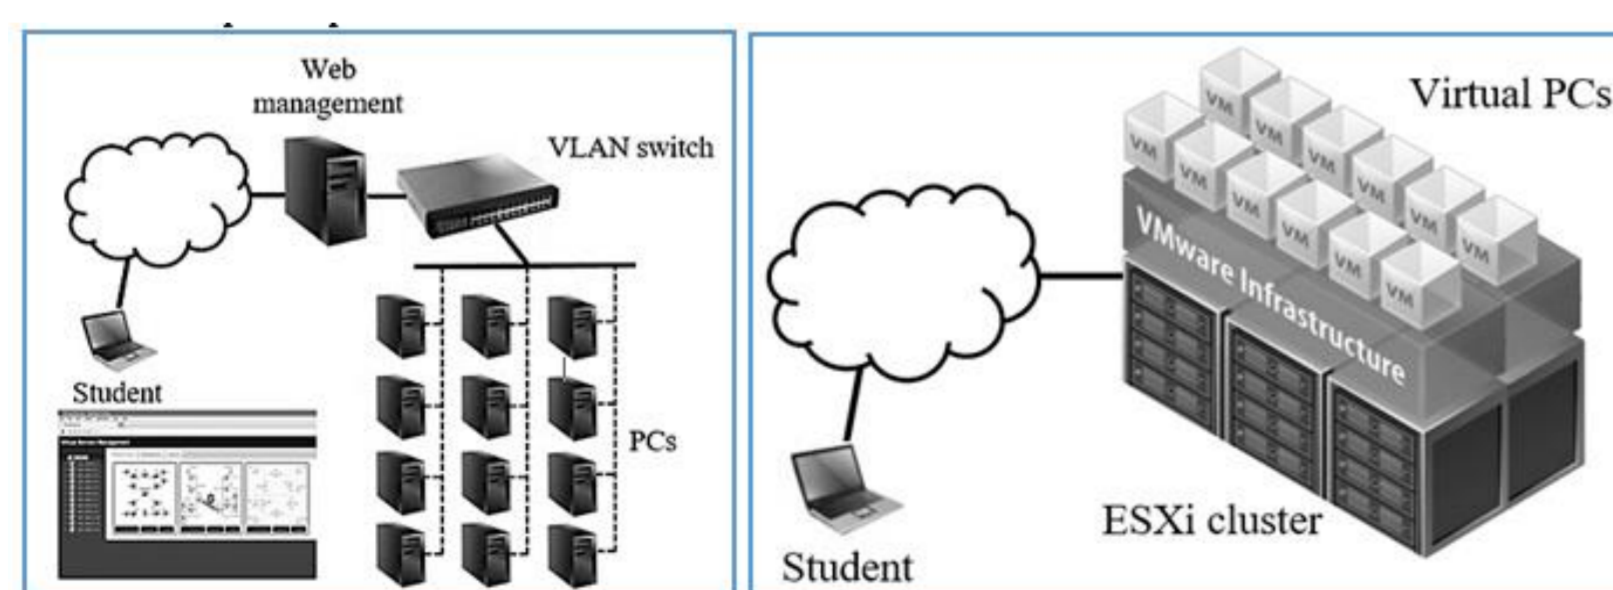 Web
management
VLAN switch
Student
PCs
Virtual PCs
VM
VM
VM
VM
VM
VM
VM
VM
VM
VM
VM
VM
VMware Infrastructure
ESXi cluster
Student